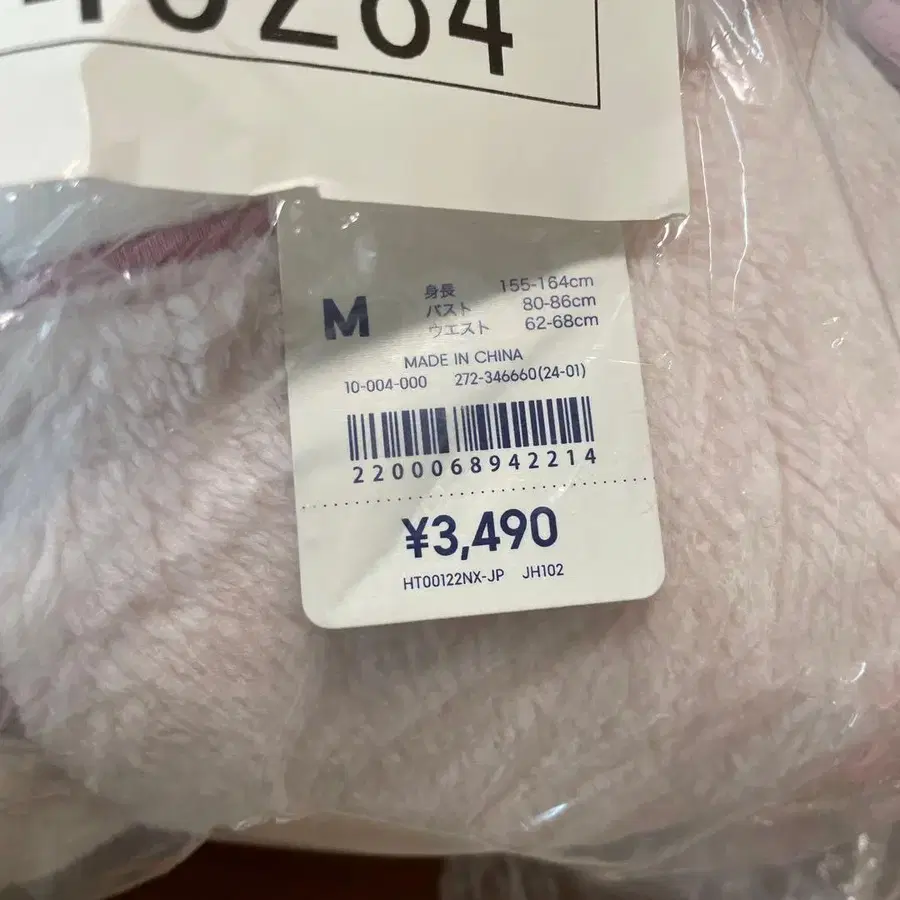 M
身長 155-164cm
バスト 80-86cm
ウエスト 62-68cm
MADE IN CHINA
10-004-000 272-346660(24-01)
2200068942214
¥3,490
HT00122NX-JP JH102